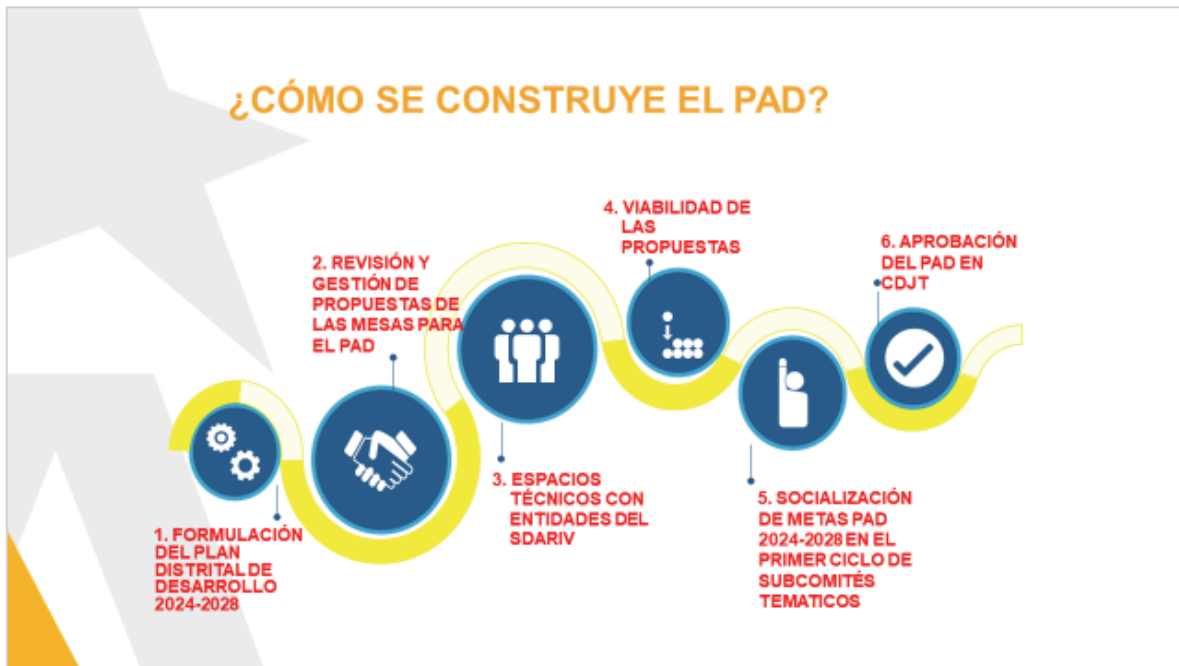 ¿CÓMO SE CONSTRUYE EL PAD?
1. FORMULACIÓN
DEL PLAN
DISTRITAL DE
DESARROLLO
2024-2028
2. REVISIÓN Y
GESTIÓN DE
PROPUESTAS DE
LAS MESAS PARA
EL PAD
3. ESPACIOS
TÉCNICOS CON
ENTIDADES DEL
SDARIV
4. VIABILIDAD DE
LAS
PROPUESTAS
5. SOCIALIZACIÓN
DE METAS PAD
2024-2028 EN EL
PRIMER CICLO DE
SUBCOMITÉS
TEMATICOS
6. APROBACIÓN
DEL PAD EN
CDJT